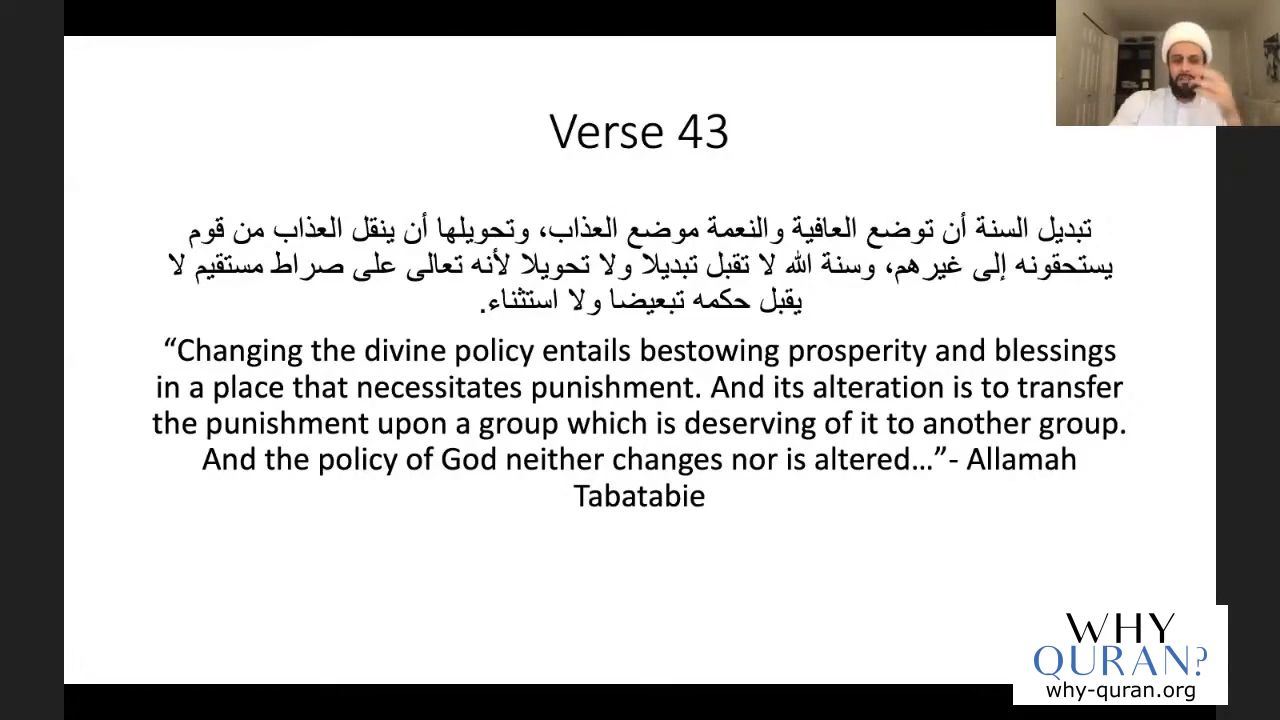 Verse 43
تبديل السنة أن توضع العافية والنعمة موضع العذاب، وتحويلها أن ينقل العذاب من قوم
يستحقونه إلى غيرهم، وسنة الله لا تقبل تبديلا ولا تحويلا لأنه تعالى على صراط مستقيم لا
يقبل حكمه تبعيضا ولا استثناء.
“Changing the divine policy entails bestowing prosperity and blessings
in a place that necessitates punishment. And its alteration is to transfer
the punishment upon a group which is deserving of it to another group.
And the policy of God neither changes nor is altered…”- Allamah
Tabatabie
WHY
QURAN?
why-quran.org